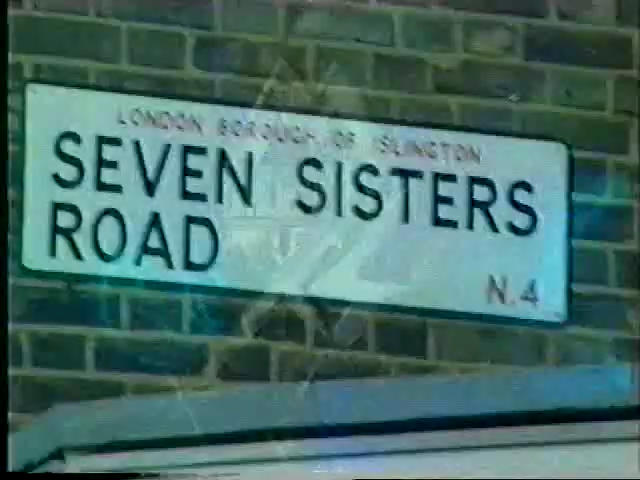 LONDON BOROUGH OF ISLINGTON
SEVEN SISTERS
ROAD
N.4